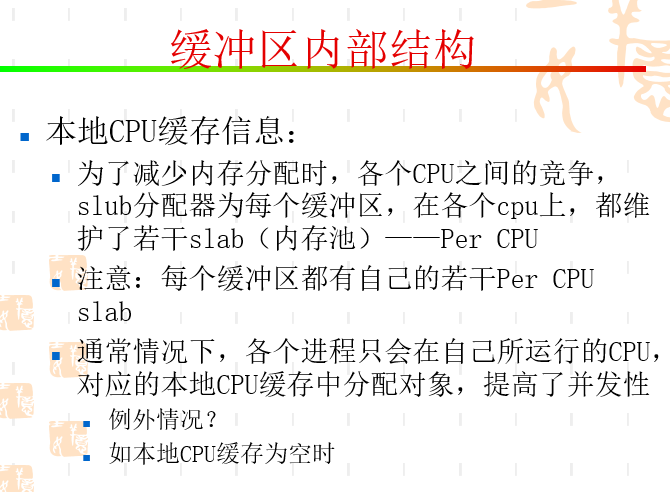 缓冲区内部结构
本地CPU缓存信息：
为了减少内存分配时，各个CPU之间的竞争，
slub分配器为每个缓冲区，在各个cpu上，都维
护了若干slab（内存池）——Per CPU
注意：每个缓冲区都有自己的若干Per CPU
slab
通常情况下，各个进程只会在自己所运行的CPU，
对应的本地CPU缓存中分配对象，提高了并发性
例外情况？
如本地CPU缓存为空时